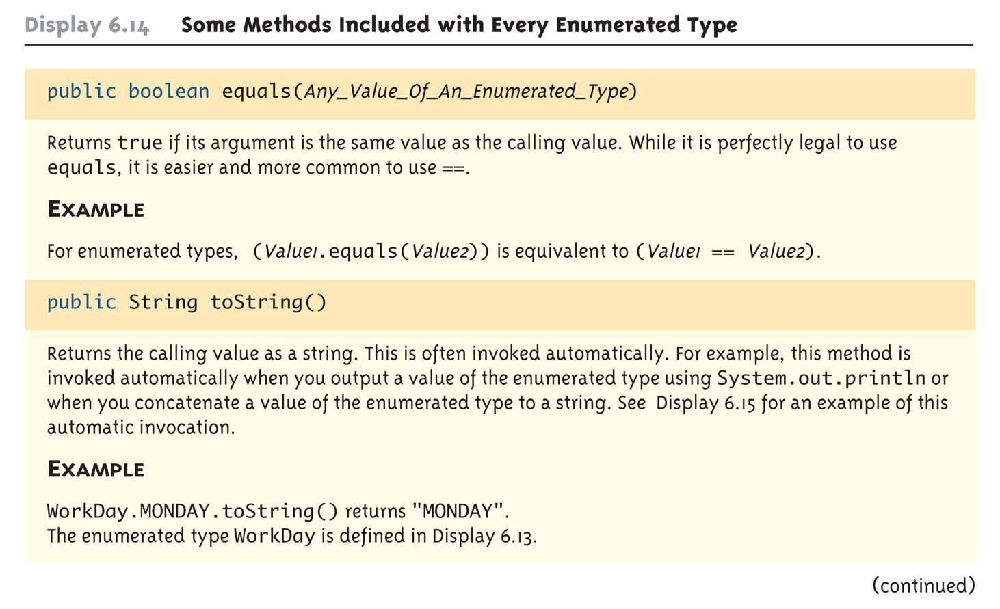 Display 6.14 Some Methods Included with Every Enumerated Type
public boolean equals(Any_Value_Of_An_Enumerated_Type)
Returns true if its argument is the same value as the calling value. While it is perfectly legal to use
equals, it is easier and more common to use ==.
EXAMPLE
For enumerated types, (Value1.equals(Value2)) is equivalent to (Value1 == Value2).
public String toString()
Returns the calling value as a string. This is often invoked automatically. For example, this method is
invoked automatically when you output a value of the enumerated type using System.out.println or
when you concatenate a value of the enumerated type to a string. See Display 6.15 for an example of this
automatic invocation.
EXAMPLE
WorkDay.MONDAY.toString() returns "MONDAY".
The enumerated type WorkDay is defined in Display 6.13.
(continued)